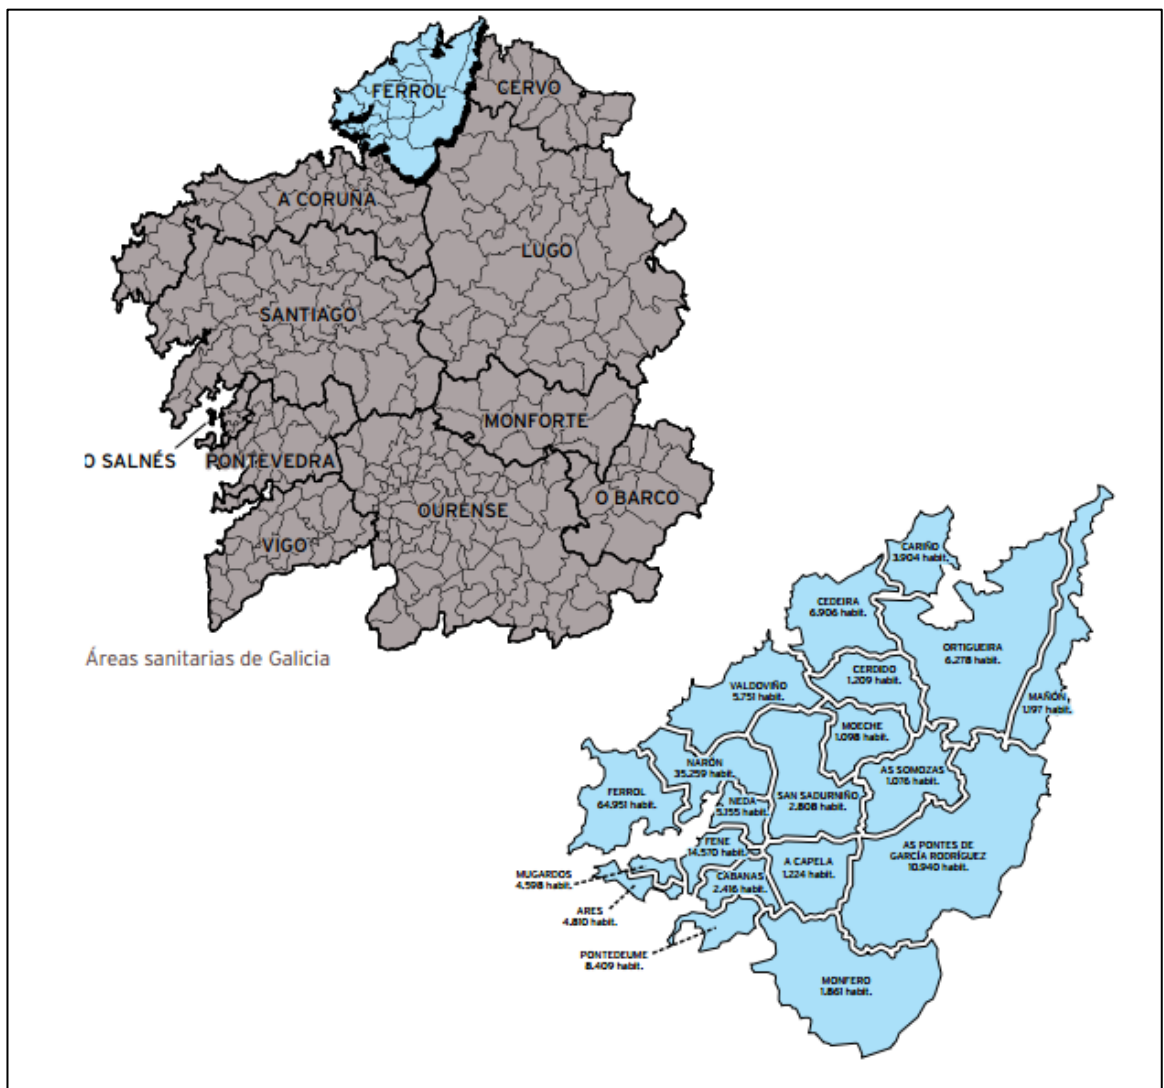 FERROL
CERVO
A CORUÑA
LUGO
SANTIAGO
MONFORTE
O SALNÉS
PONTEVEDRA
O BARCO
OURENSE
VIGO
Áreas sanitarias de Galicia
CARIÑO
3.904 habit.
CEDEIRA
6.906 habit.
ORTIGUEIRA
6.278 habit.
CERDIDO
1.209 habit.
VALDOVIÑO
5.751 habit.
MAÑÓN
1.197 habit.
MOECHE
1.098 habit.
NARÓN
35.259 habit.
AS SOMOZAS
1.076 habit.
FERROL
64.951 habit.
NEDA
5.155 habit.
SAN SADURNIÑO
2.808 habit.
FENE
14.570 habit.
AS PONTES DE
GARCÍA RODRÍGUEZ
10.940 habit.
A CAPELA
1.224 habit.
MUGARDOS
4.598 habit.
CABANAS
2.416 habit.
ARES
4.810 habit.
PONTEDEUME
8.409 habit.
MONFERO
1.861 habit.